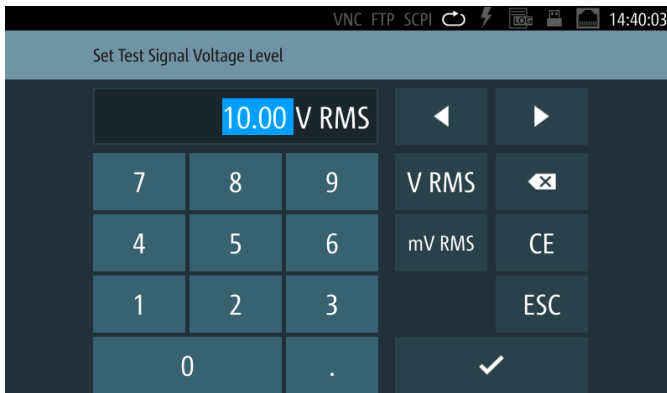 VNC FTP SCPI LOG 14:40:03
Set Test Signal Voltage Level
10.00 V RMS
7 8 9 V RMS
4 5 6 mV RMS CE
1 2 3 ESC
0 .